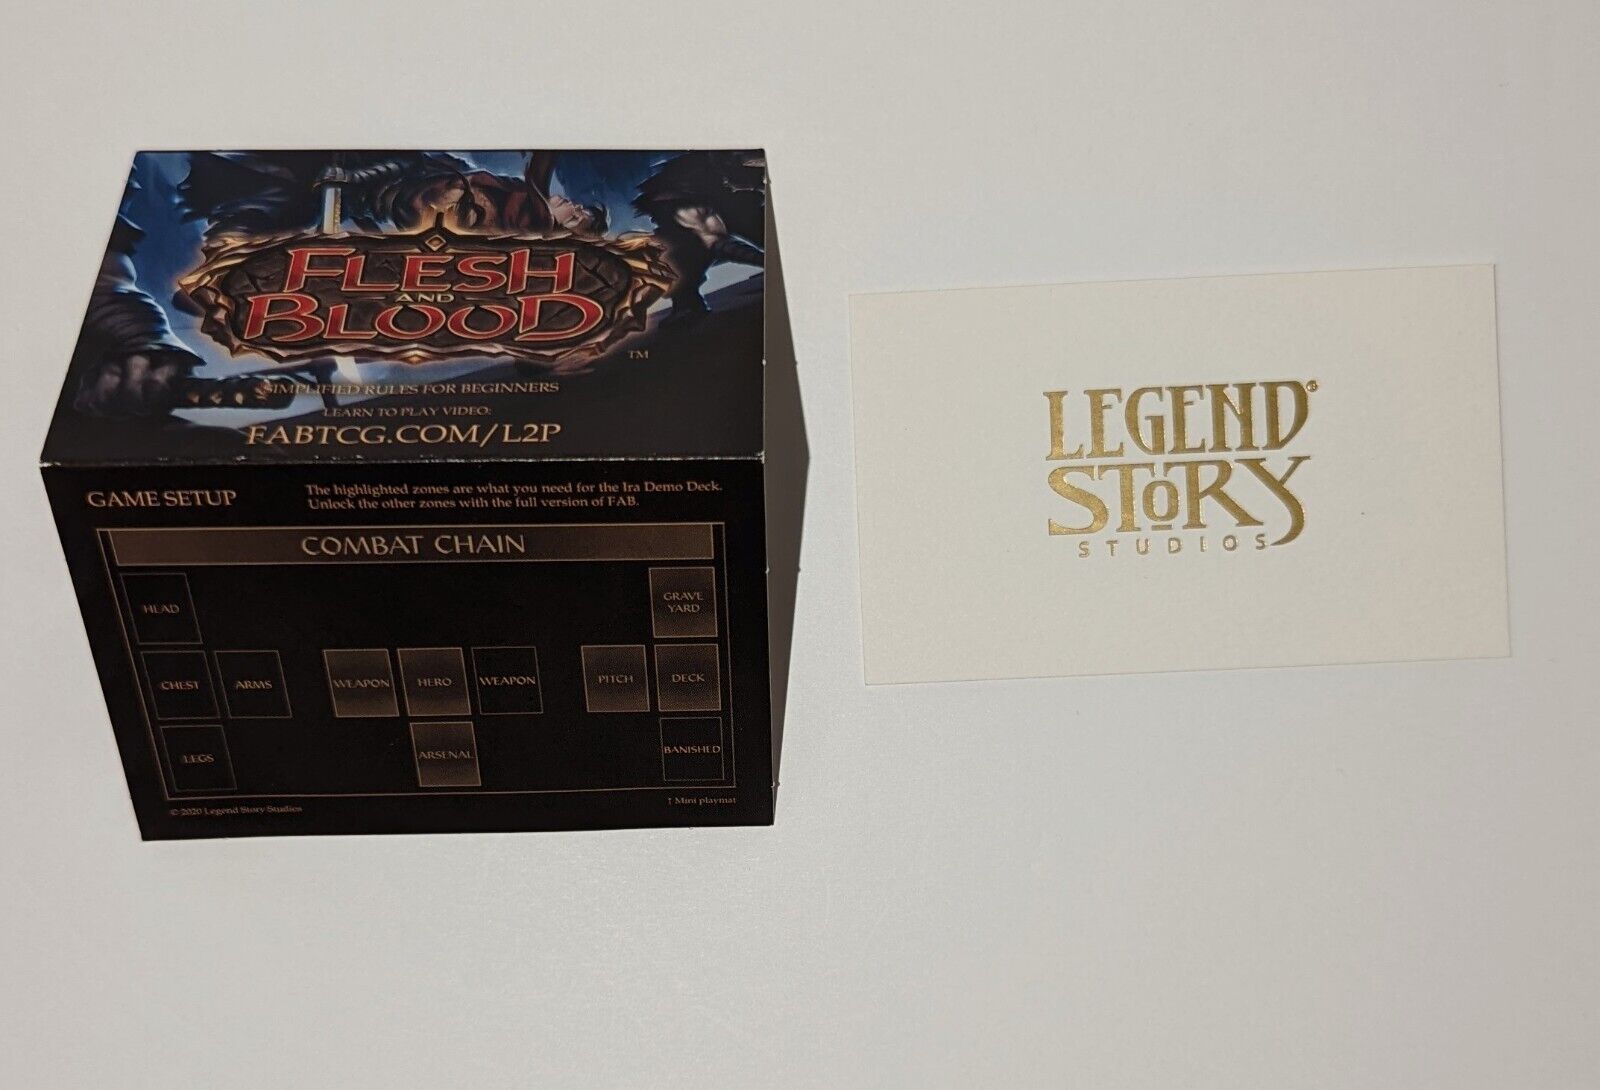 FLESH
AND
BLOOD
TM
SIMPLIFIED RULES FOR BEGINNERS
LEARN TO PLAY VIDEO:
FABTCG.COM/L2P
GAME SETUP
The highlighted zones are what you need for the Ira Demo Deck.
Unlock the other zones with the full version of FAB.
COMBAT CHAIN
HEAD
GRAVE
YARD
CHEST
ARMS
WEAPON
HERO
WEAPON
PITCH
DECK
LEGS
ARSENAL
BANISHED
© 2020 Legend Story Studios
↑ Mini playmat
LEGEND®
STORY
STUDIOS